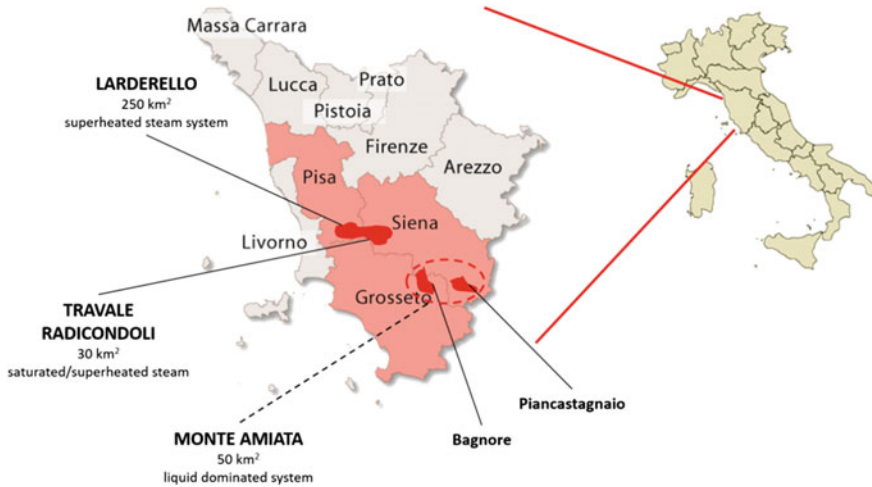 Massa Carrara
LARDERELLO
250 km²
superheated steam system
Lucca
Prato
Pistoia
Firenze
Arezzo
Pisa
Siena
Livorno
Grosseto
TRAVALE
RADICONDOLI
30 km²
saturated/superheated steam
Piancastagnaio
Bagnore
MONTE AMIATA
50 km²
liquid dominated system